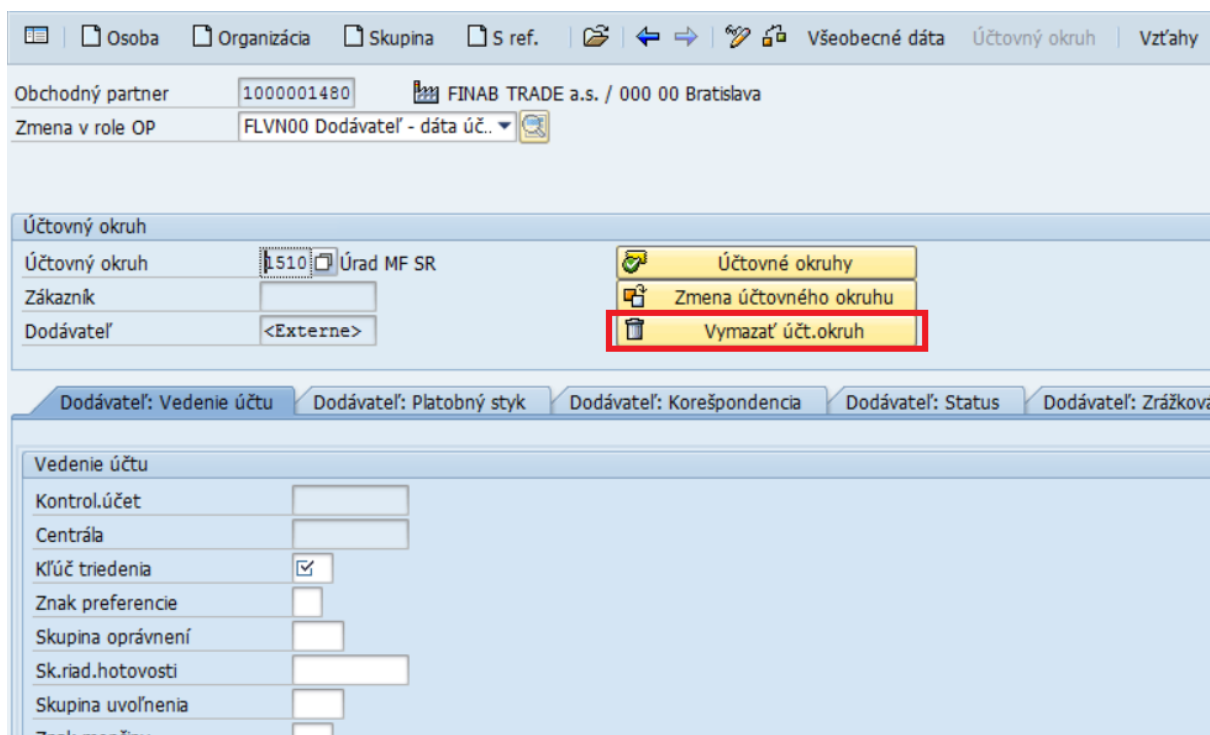 Osoba Organizácia Skupina S ref. Všeobecné dáta Účtovný okruh Vzťahy
Obchodný partner 1000001480 FINAB TRADE a.s. / 000 00 Bratislava
Zmena v role OP FLVN00 Dodávateľ - dáta úč..
Účtovný okruh
Účtovný okruh 1510 Úrad MF SR Účtovné okruhy
Zákazník Zmena účtovného okruhu
Dodávateľ <Externe> Vymazať účt.okruh
Dodávateľ: Vedenie účtu Dodávateľ: Platobný styk Dodávateľ: Korešpondencia Dodávateľ: Status Dodávateľ: Zrážková
Vedenie účtu
Kontrol.účet
Centrála
Kľúč triedenia
Znak preferencie
Skupina oprávnení
Sk.riad.hotovosti
Skupina uvoľnenia